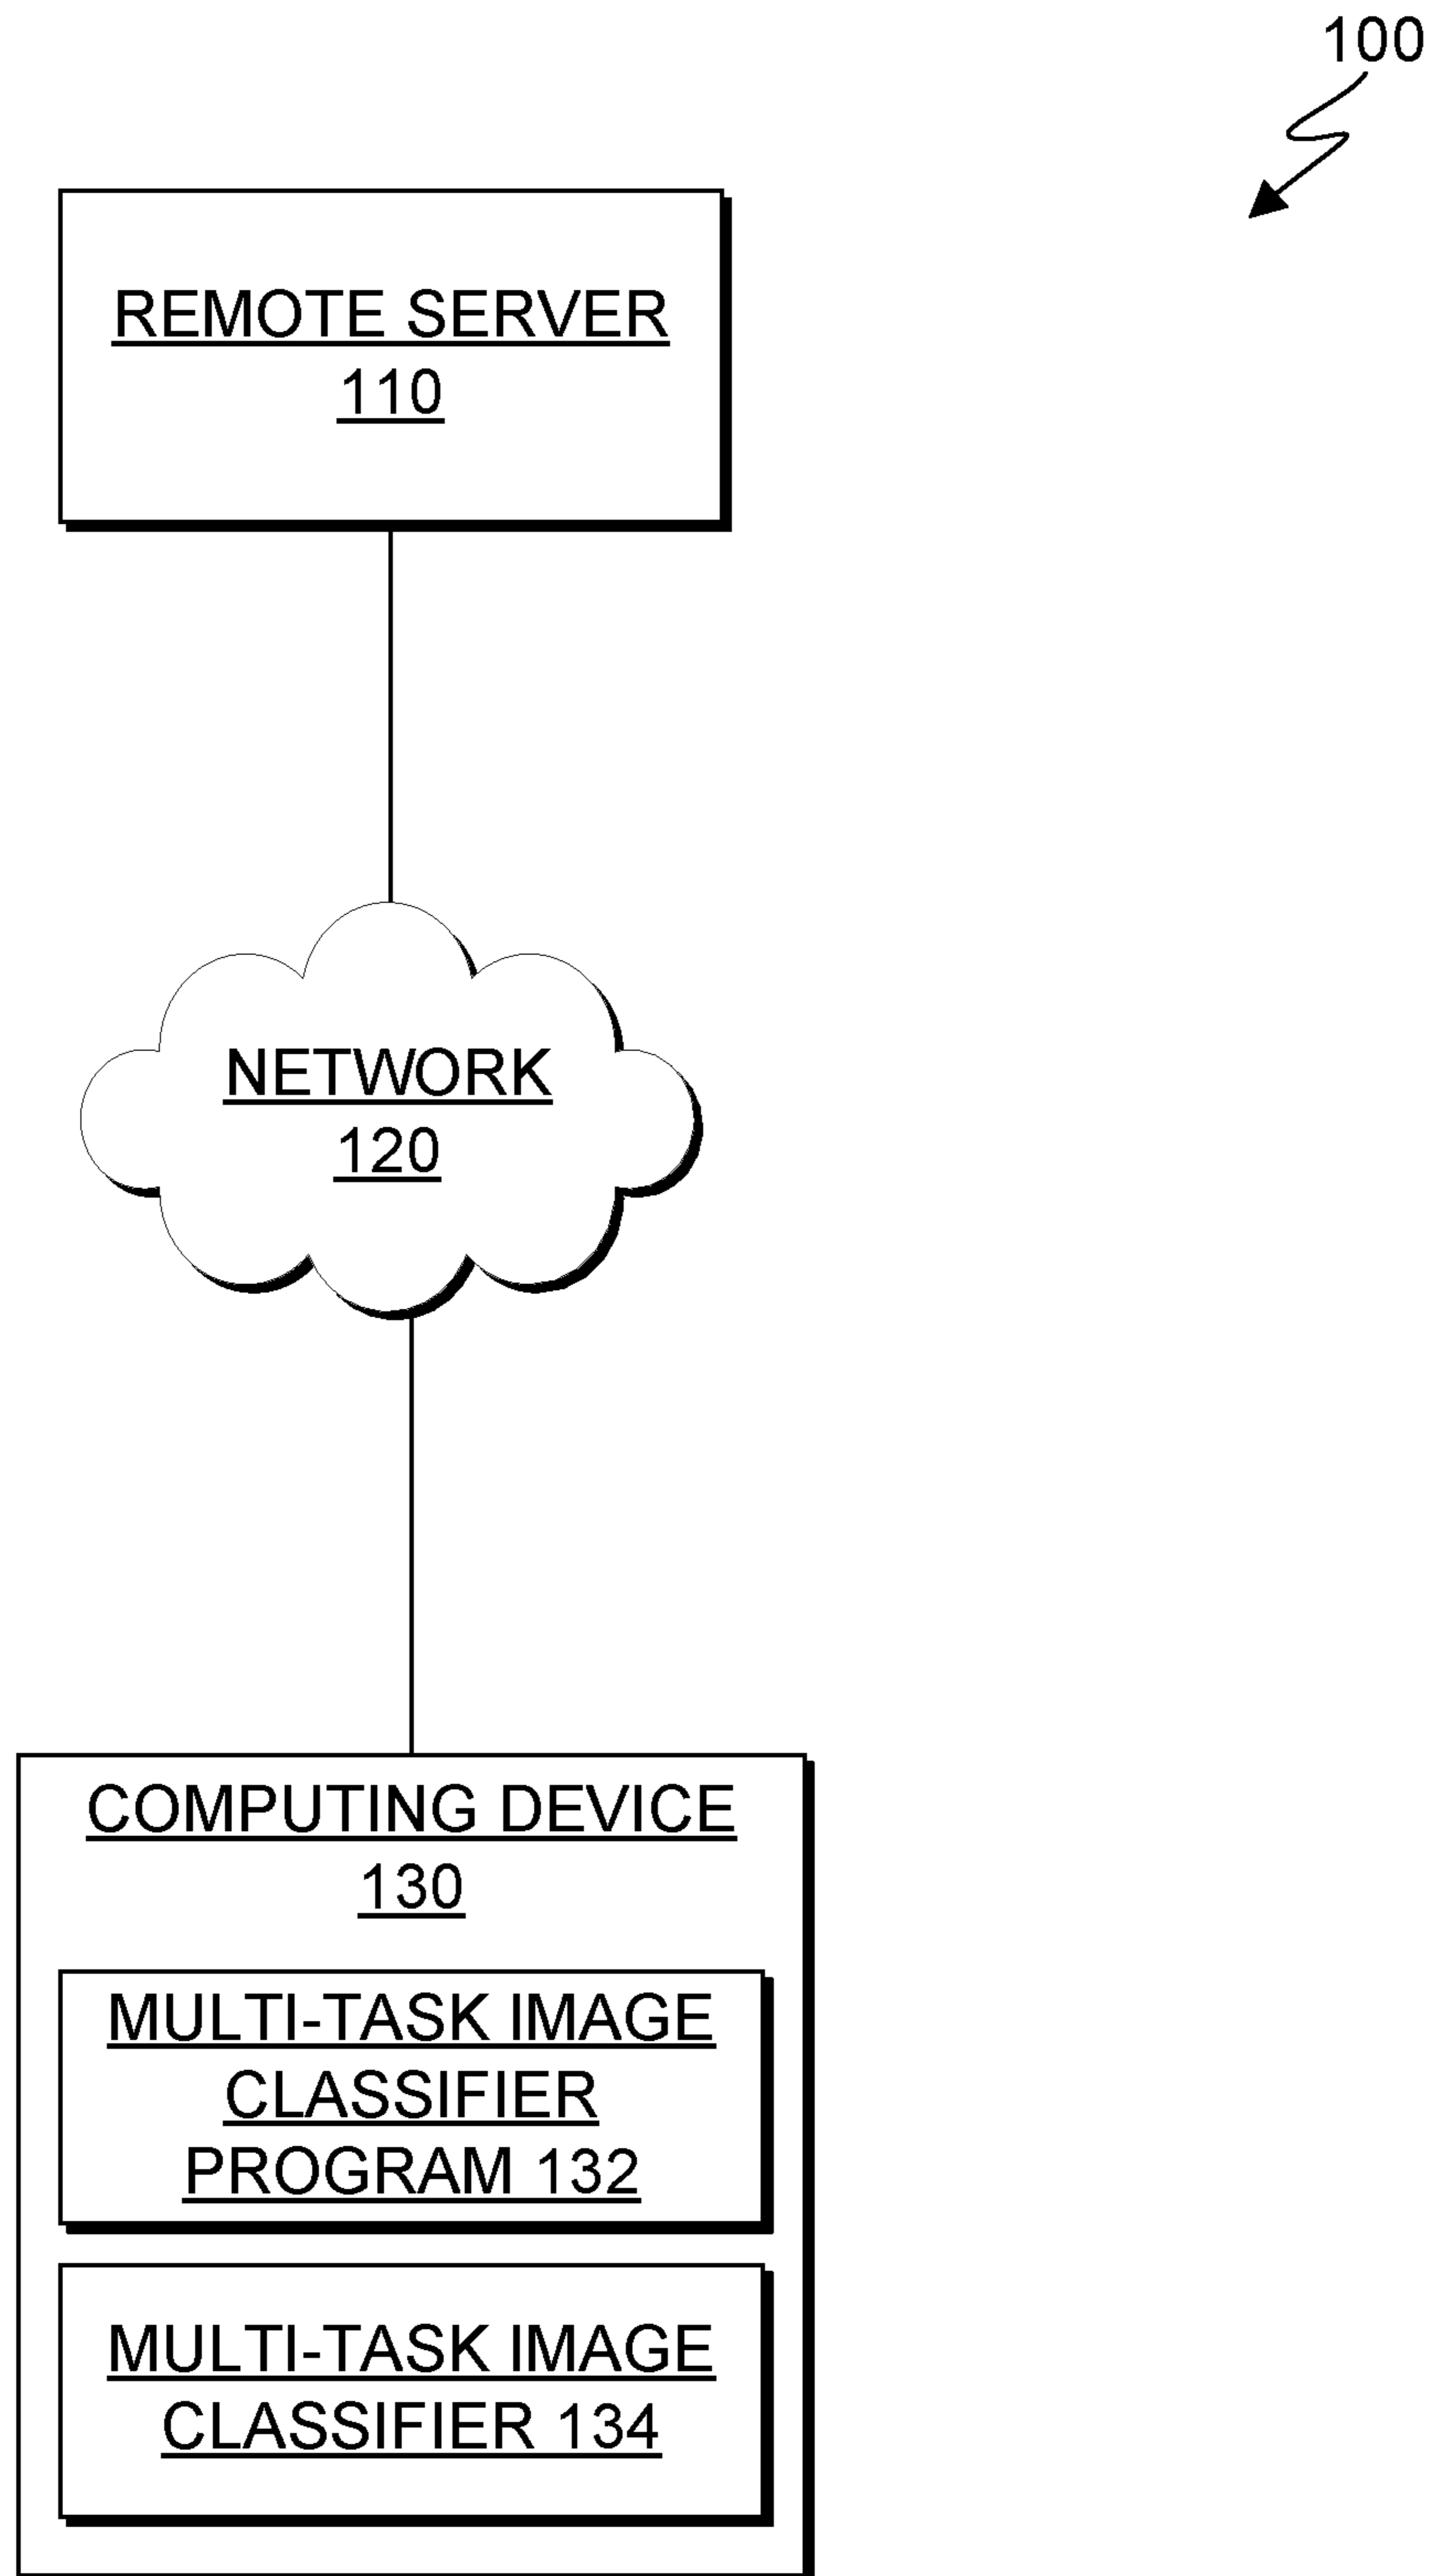 100
REMOTE SERVER
110
NETWORK
120
COMPUTING DEVICE
130
MULTI-TASK IMAGE
CLASSIFIER
PROGRAM 132
MULTI-TASK IMAGE
CLASSIFIER 134